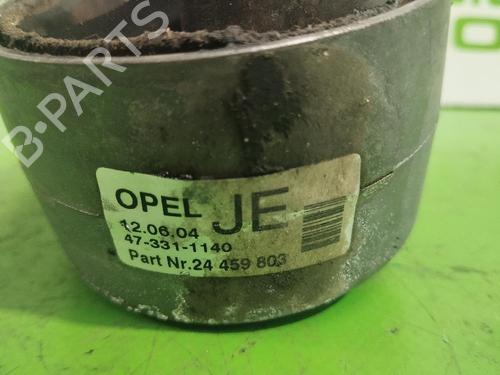 OPEL JE
12.06.04
47-331-1140
Part Nr.24 459 803
B-PARTS